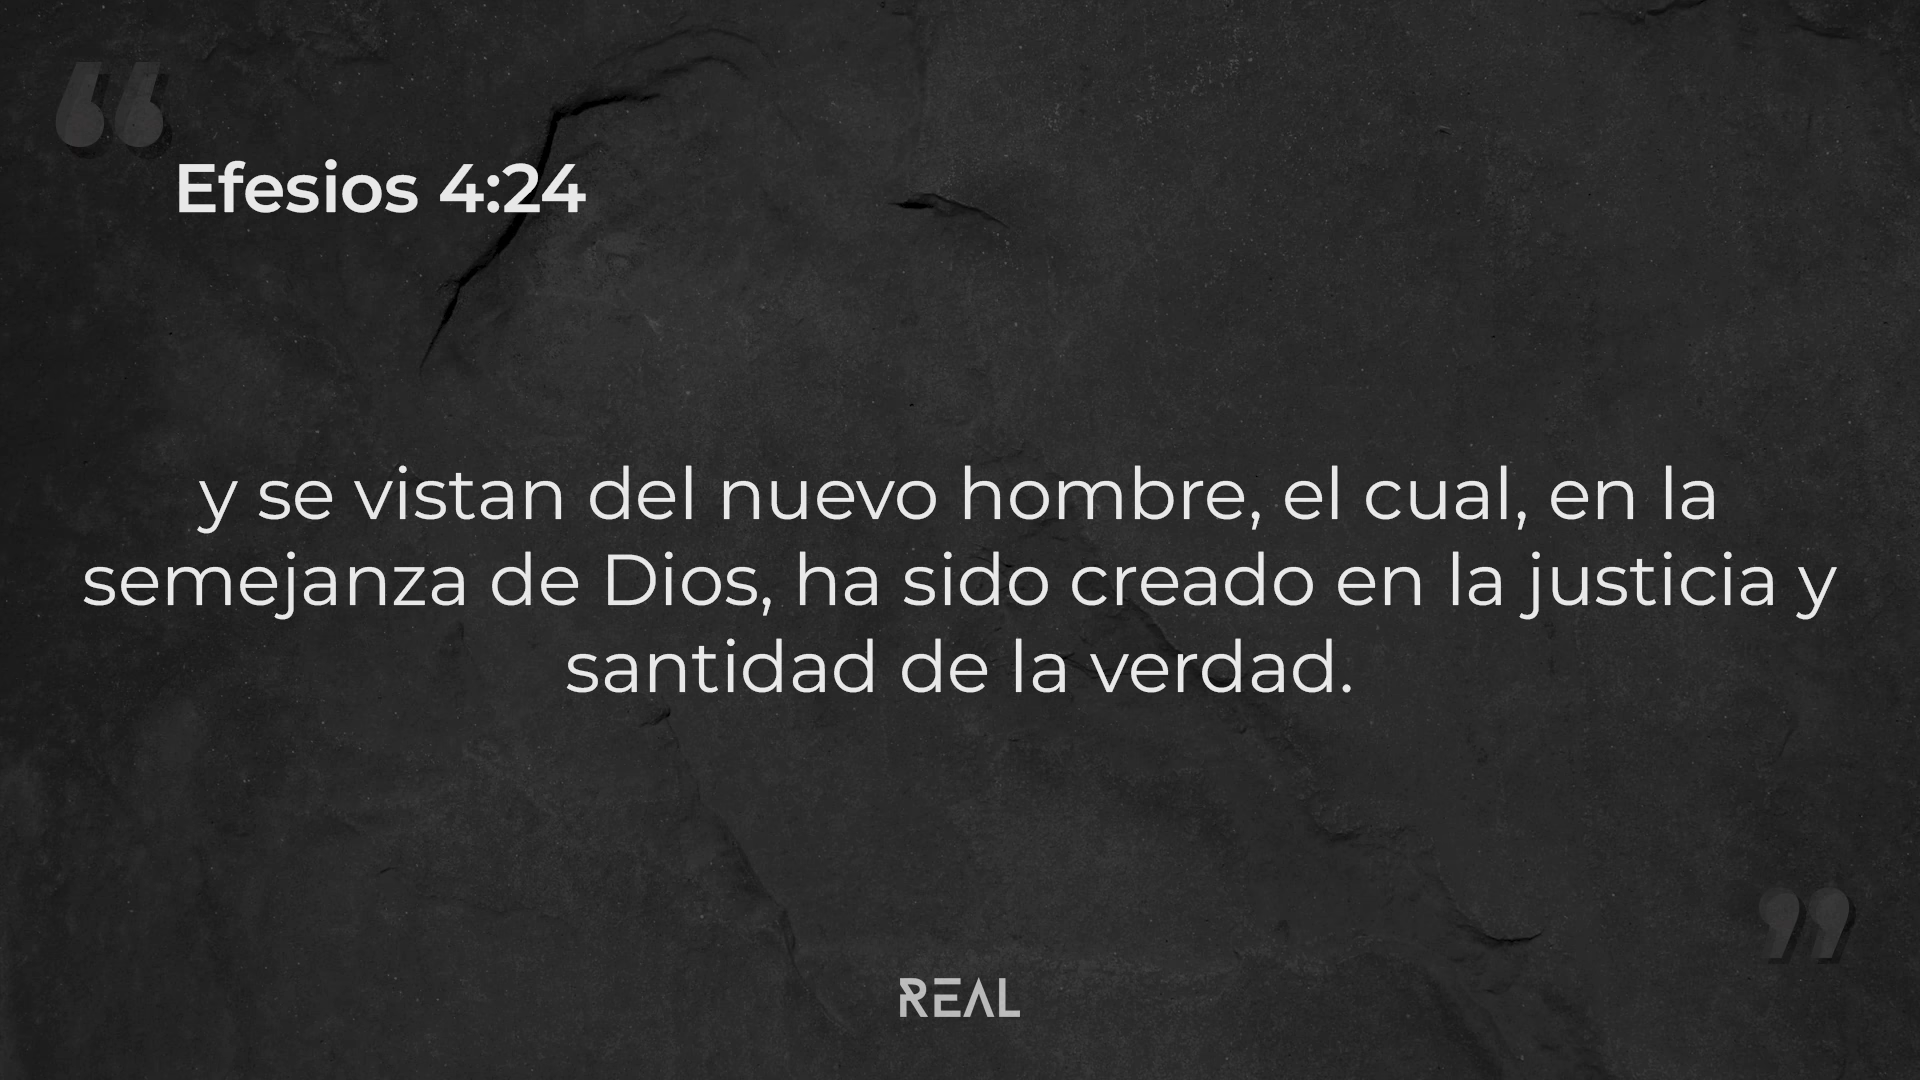 “
Efesios 4:24
y se vistan del nuevo hombre, el cual, en la
semejanza de Dios, ha sido creado en la justicia y
santidad de la verdad.
”
REAL